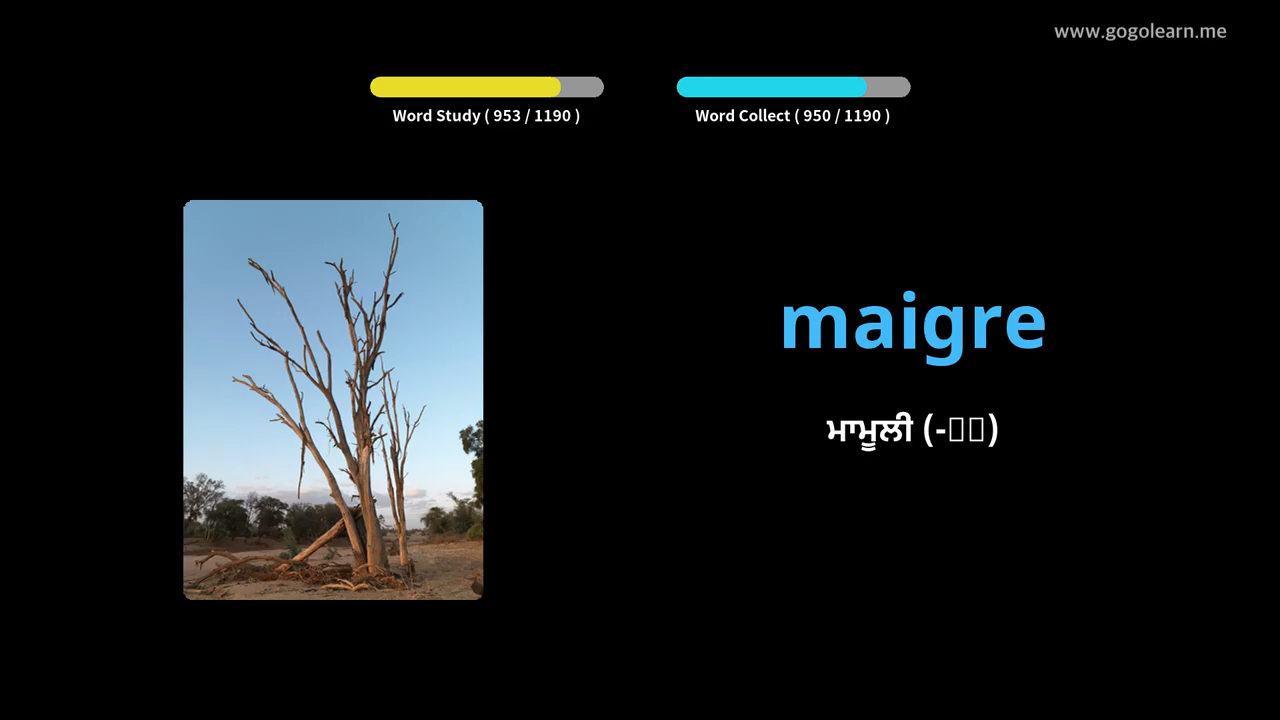 www.gogolearn.me
Word Study ( 953 / 1190 )
Word Collect ( 950 / 1190 )
maigre
ਮਾਮੂਲੀ (-▯▯)